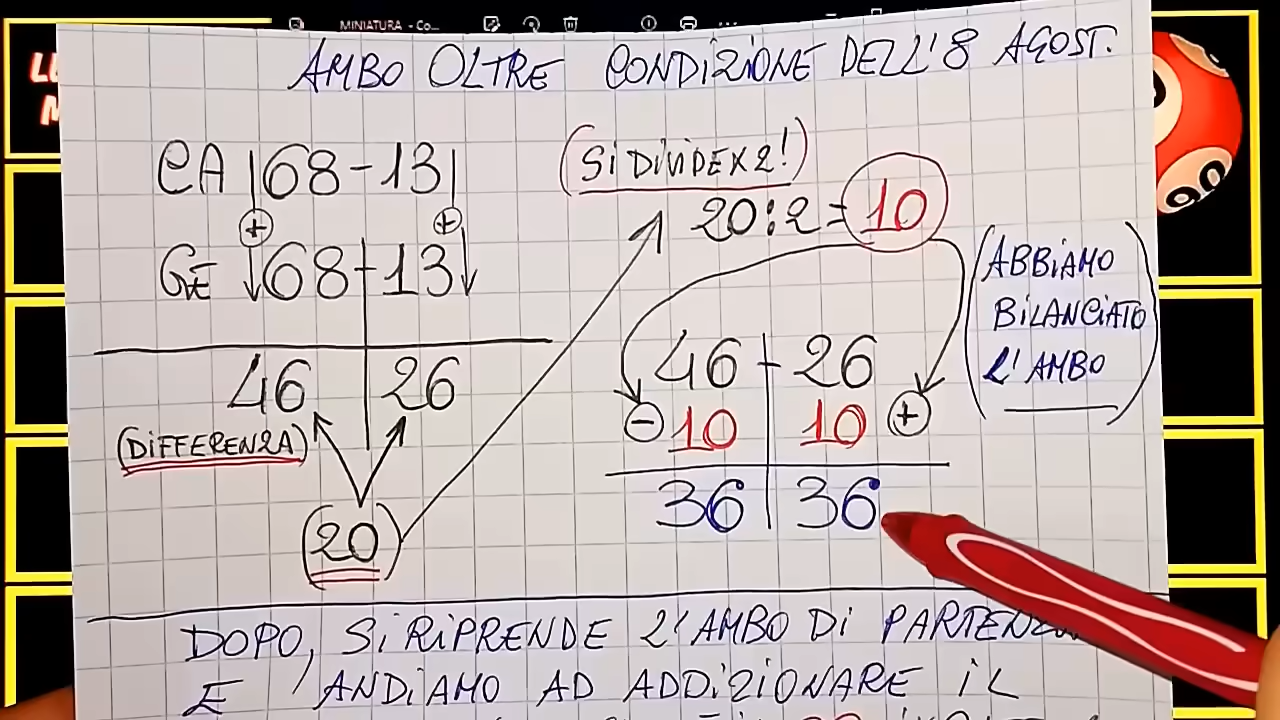 MINIATURA - Co...
AMBO OLTRE CONDIZIONE DELL'8 AGOST.
CA 68-13
+ +
GE 68-13
46 26
(DIFFERENZA)
(20)
(SI DIVIDE X 2!)
20:2=10
46-26
- 10 10 +
36 36
(ABBIAMO
BILANCIATO
L'AMBO)
DOPO, SI RIPRENDE L'AMBO DI
E ANDIAMO AD ADDIZIONARE IL